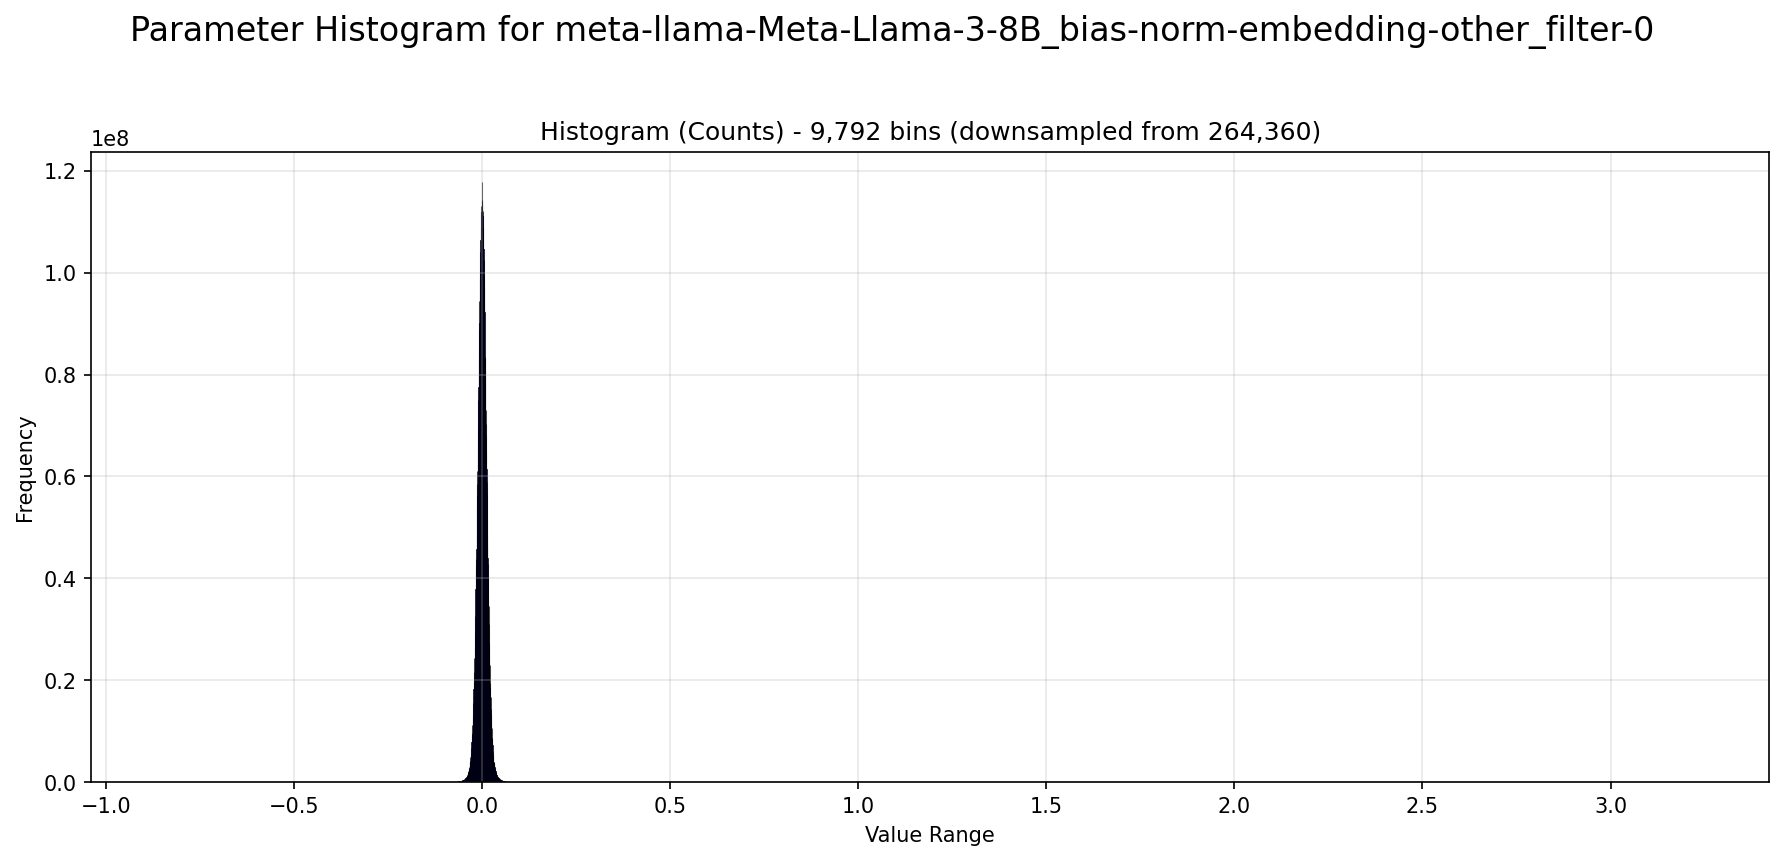 Parameter Histogram for meta-llama-Meta-Llama-3-8B_bias-norm-embedding-other_filter-0
Histogram (Counts) - 9,792 bins (downsampled from 264,360)
1e8
1.2
1.0
0.8
0.6
0.4
0.2
0.0
Frequency
−1.0 −0.5 0.0 0.5 1.0 1.5 2.0 2.5 3.0
Value Range